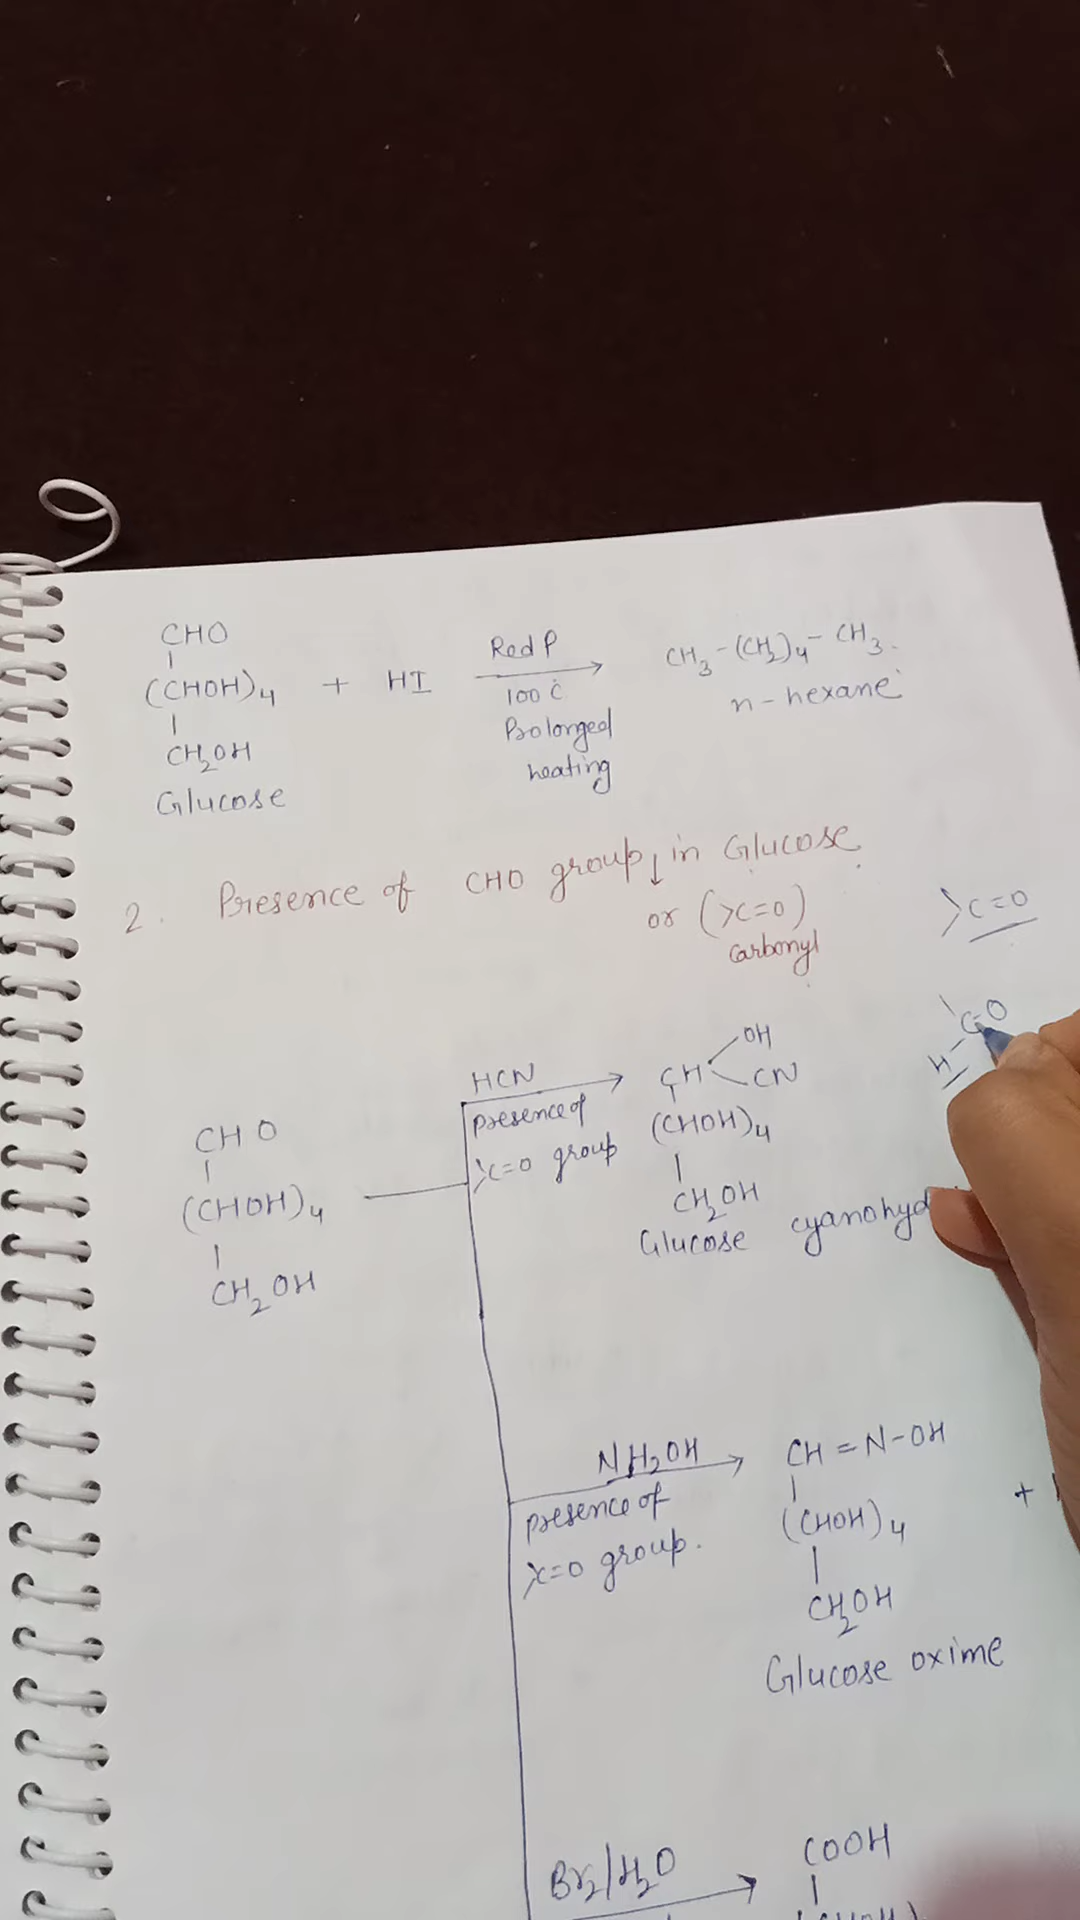 CHO
(CHOH)4 + HI Red P CH3-(CH2)4-CH3.
100°C n-hexane
Prolonged
heating
CH2OH
Glucose
2. Presence of CHO group ↓ in Glucose.
or (>C=O) >C=O
Carbonyl
H-C=O
CHO HCN CH OH
CN
presence of (CHOH)4
>C=O group
(CHOH)4 CH2OH
Glucose
CH2OH
NH2OH CH=N-OH
presence of (CHOH)4 +
>C=O group.
CH2OH
Glucose oxime
Br2/H2O COOH